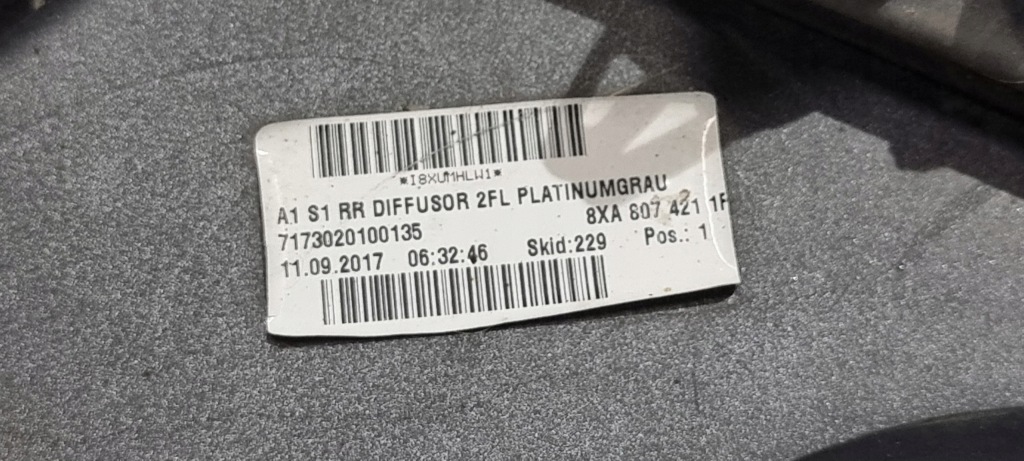 *I8XUMHLW1*
A1 S1 RR DIFFUSOR 2FL PLATINUMGRAU
7173020100135 8XA 807 421 1F
11.09.2017 06:32:46 Skid:229 Pos.: 1